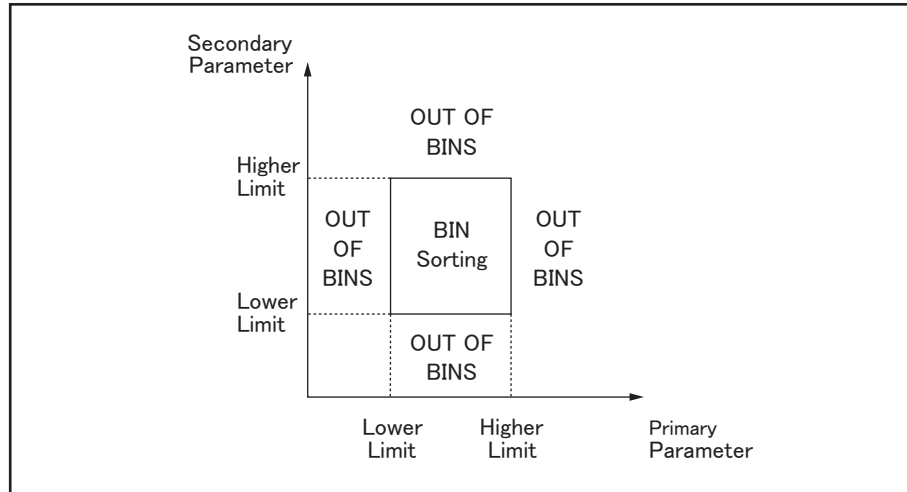 Secondary
Parameter
OUT OF
BINS
Higher
Limit
OUT
OF
BINS
BIN
Sorting
OUT
OF
BINS
Lower
Limit
OUT OF
BINS
Lower
Limit
Higher
Limit
Primary
Parameter